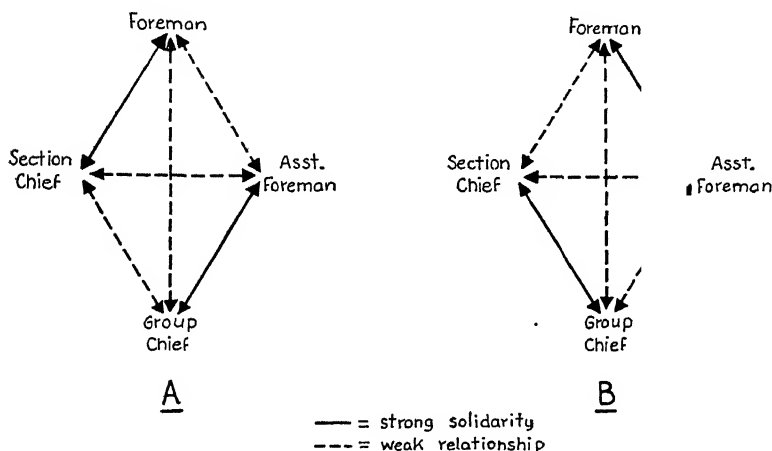 Foreman
Section
Chief
Asst.
Foreman
Group
Chief
A
Foreman
Section
Chief
Asst.
Foreman
Group
Chief
B
= strong solidarity
= weak relationship